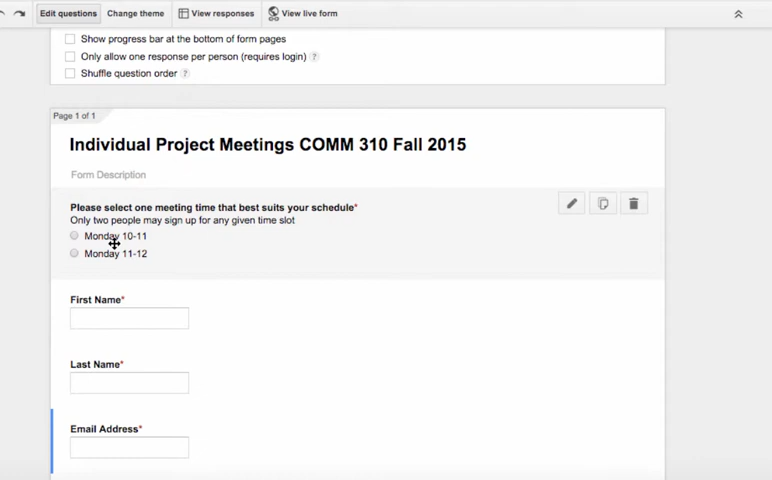 Edit questions Change theme View responses View live form
Show progress bar at the bottom of form pages
Only allow one response per person (requires login) ?
Shuffle question order ?
Page 1 of 1
Individual Project Meetings COMM 310 Fall 2015
Form Description
Please select one meeting time that best suits your schedule*
Only two people may sign up for any given time slot
Monday 10-11
Monday 11-12
First Name*
Last Name*
Email Address*